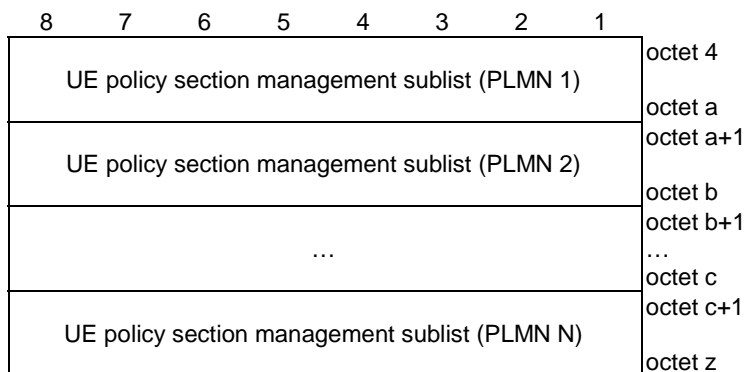 8 7 6 5 4 3 2 1
octet 4
UE policy section management sublist (PLMN 1)
octet a
octet a+1
UE policy section management sublist (PLMN 2)
octet b
octet b+1
… …
octet c
octet c+1
UE policy section management sublist (PLMN N)
octet z